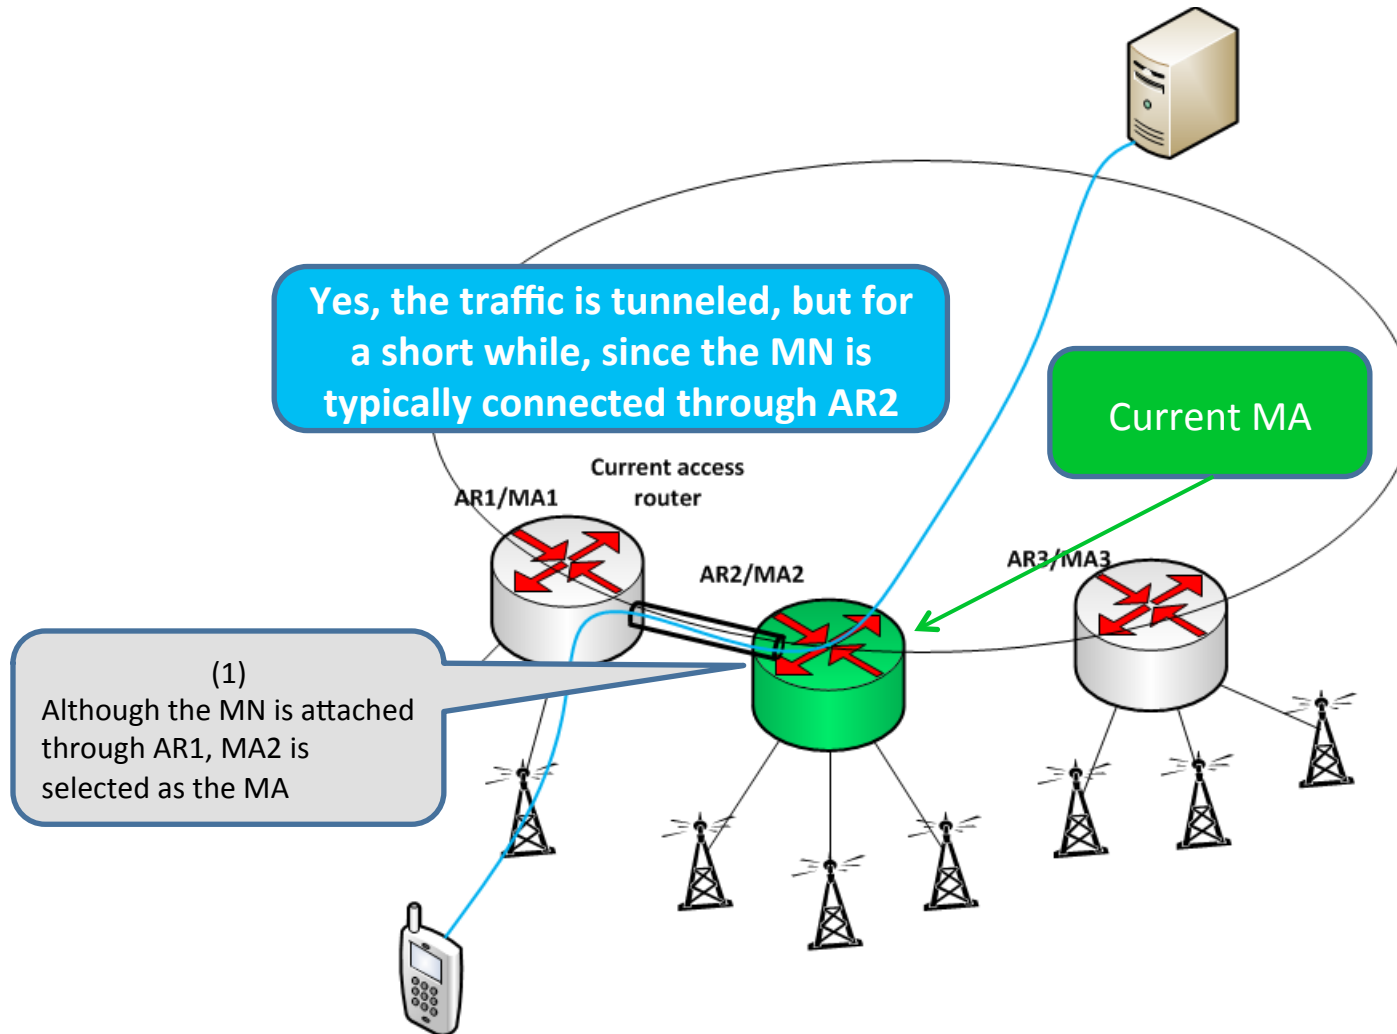 Yes, the traffic is tunneled, but for
a short while, since the MN is
typically connected through AR2
Current MA
Current access
router
AR1/MA1
AR2/MA2
AR3/MA3
(1)
Although the MN is attached
through AR1, MA2 is
selected as the MA